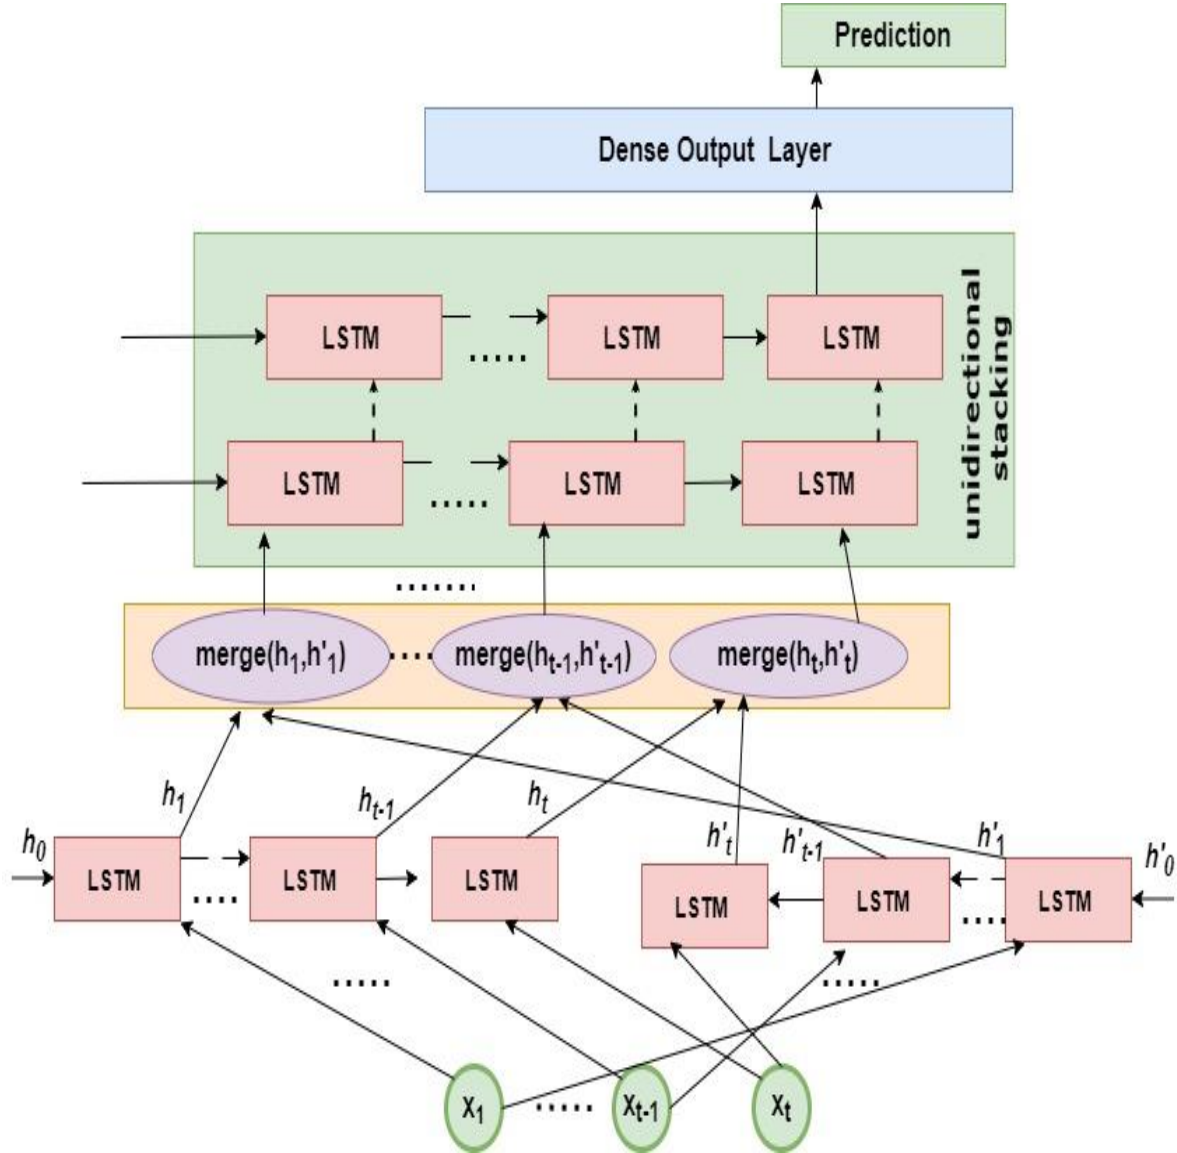 Prediction
Dense Output Layer
LSTM
.....
LSTM
LSTM
LSTM
.....
LSTM
LSTM
unidirectional
stacking
.......
merge(h1,h'1)
....
merge(ht-1,h't-1)
merge(ht,h't)
h1
ht-1
ht
h't
h't-1
h'1
h0
h'0
LSTM
....
LSTM
LSTM
LSTM
LSTM
....
LSTM
.....
.....
x1
.....
xt-1
xt